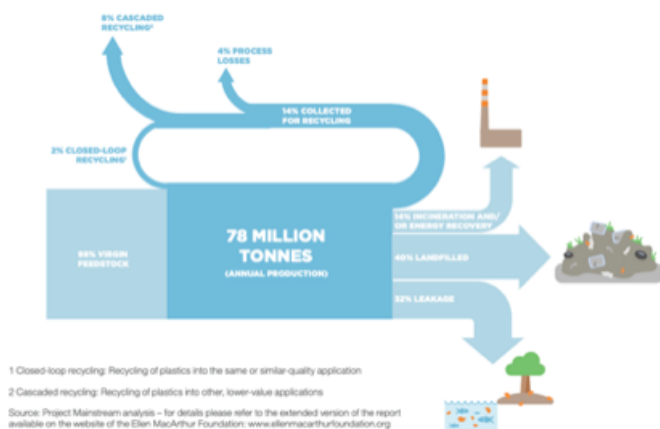 8% CASCADED
RECYCLING²
4% PROCESS
LOSSES
14% COLLECTED
FOR RECYCLING
2% CLOSED-LOOP
RECYCLING¹
98% VIRGIN
FEEDSTOCK
78 MILLION
TONNES
(ANNUAL PRODUCTION)
14% INCINERATION AND/
OR ENERGY RECOVERY
40% LANDFILLED
32% LEAKAGE
1 Closed-loop recycling: Recycling of plastics into the same or similar-quality application
2 Cascaded recycling: Recycling of plastics into other, lower-value applications
Source: Project Mainstream analysis – for details please refer to the extended version of the report
available on the website of the Ellen MacArthur Foundation: www.ellenmacarthurfoundation.org